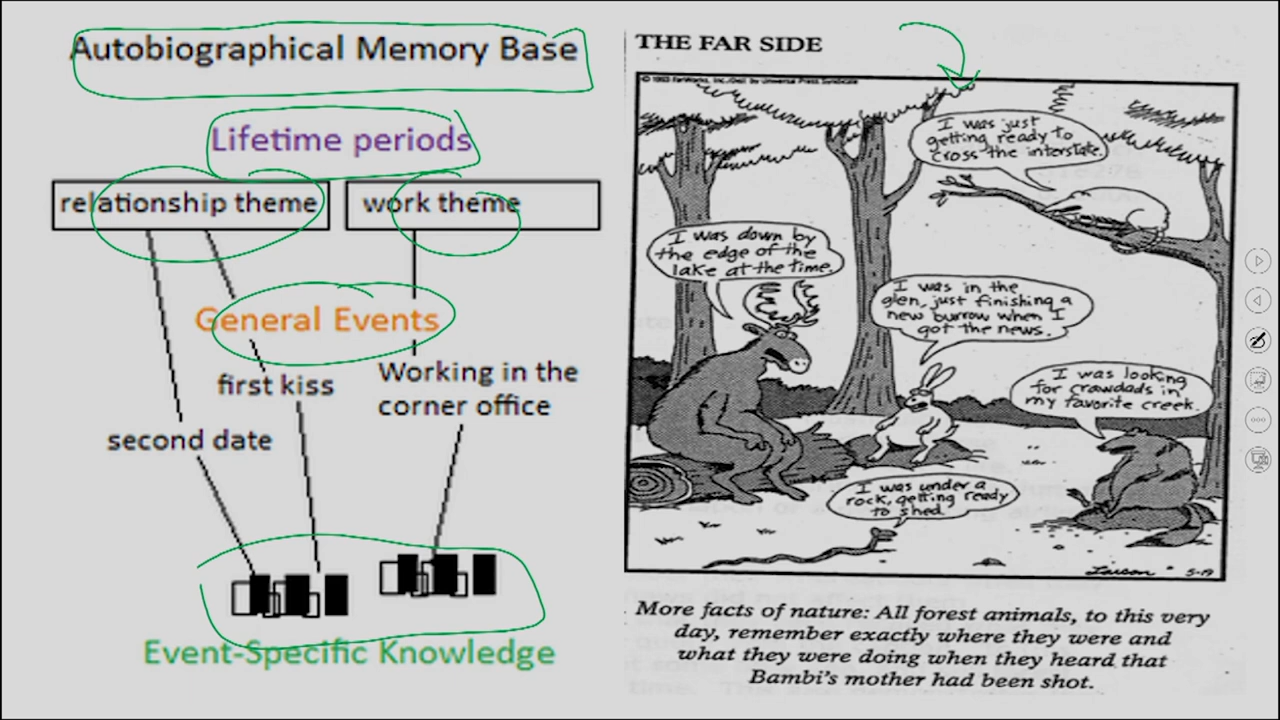 Autobiographical Memory Base
Lifetime periods
relationship theme
work theme
General Events
first kiss
Working in the
corner office
second date
Event-Specific Knowledge
THE FAR SIDE
I was just
getting ready to
cross the interstate.
I was down by
the edge of the
lake at the time.
I was in the
glen, just finishing a
new burrow when I
got the news.
I was looking
for crawdads in
my favorite creek.
I was under a
rock, getting ready
to shed.
Larson 5-19
More facts of nature: All forest animals, to this very
day, remember exactly where they were and
what they were doing when they heard that
Bambi's mother had been shot.